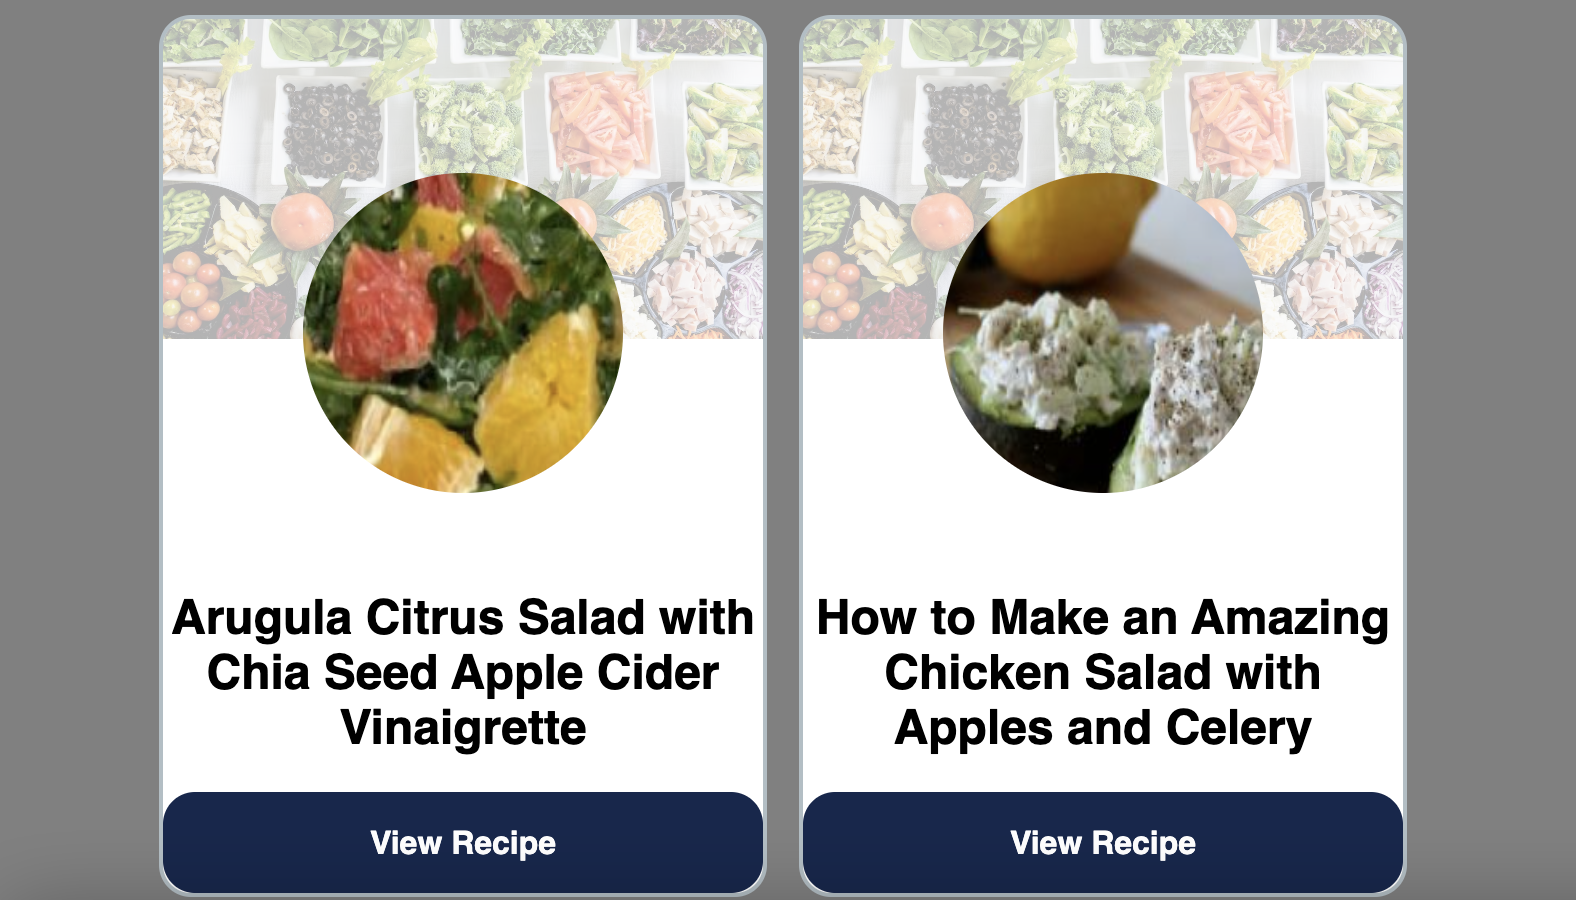 Arugula Citrus Salad with
Chia Seed Apple Cider
Vinaigrette
View Recipe
How to Make an Amazing
Chicken Salad with
Apples and Celery
View Recipe